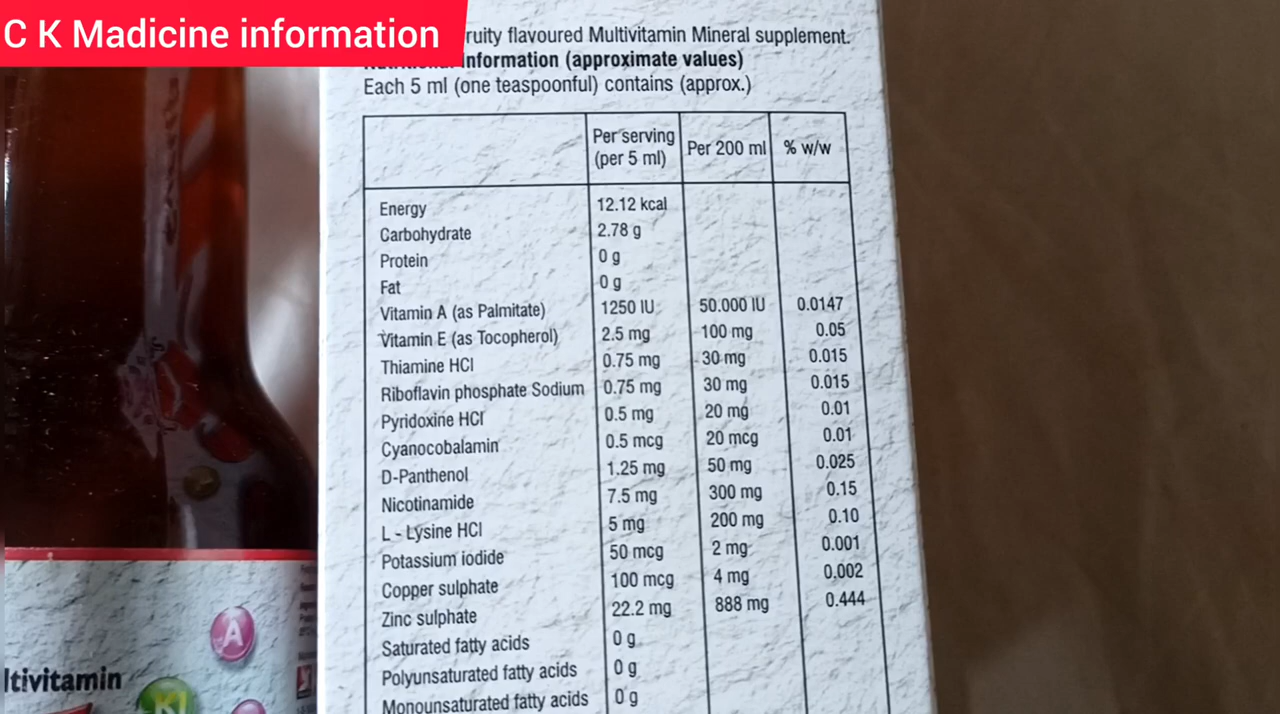 C K Madicine information
ruity flavoured Multivitamin Mineral supplement.
Information (approximate values)
Each 5 ml (one teaspoonful) contains (approx.)
Per serving (per 5 ml) Per 200 ml % w/w
Energy 12.12 kcal
Carbohydrate 2.78 g
Protein 0 g
Fat 0 g
Vitamin A (as Palmitate) 1250 IU 50.000 IU 0.0147
Vitamin E (as Tocopherol) 2.5 mg 100 mg 0.05
Thiamine HCl 0.75 mg 30 mg 0.015
Riboflavin phosphate Sodium 0.75 mg 30 mg 0.015
Pyridoxine HCl 0.5 mg 20 mg 0.01
Cyanocobalamin 0.5 mcg 20 mcg 0.01
D-Panthenol 1.25 mg 50 mg 0.025
Nicotinamide 7.5 mg 300 mg 0.15
L - Lysine HCl 5 mg 200 mg 0.10
Potassium iodide 50 mcg 2 mg 0.001
Copper sulphate 100 mcg 4 mg 0.002
Zinc sulphate 22.2 mg 888 mg 0.444
Saturated fatty acids 0 g
Polyunsaturated fatty acids 0 g
Monounsaturated fatty acids 0 g
A
ltivitamin
KI